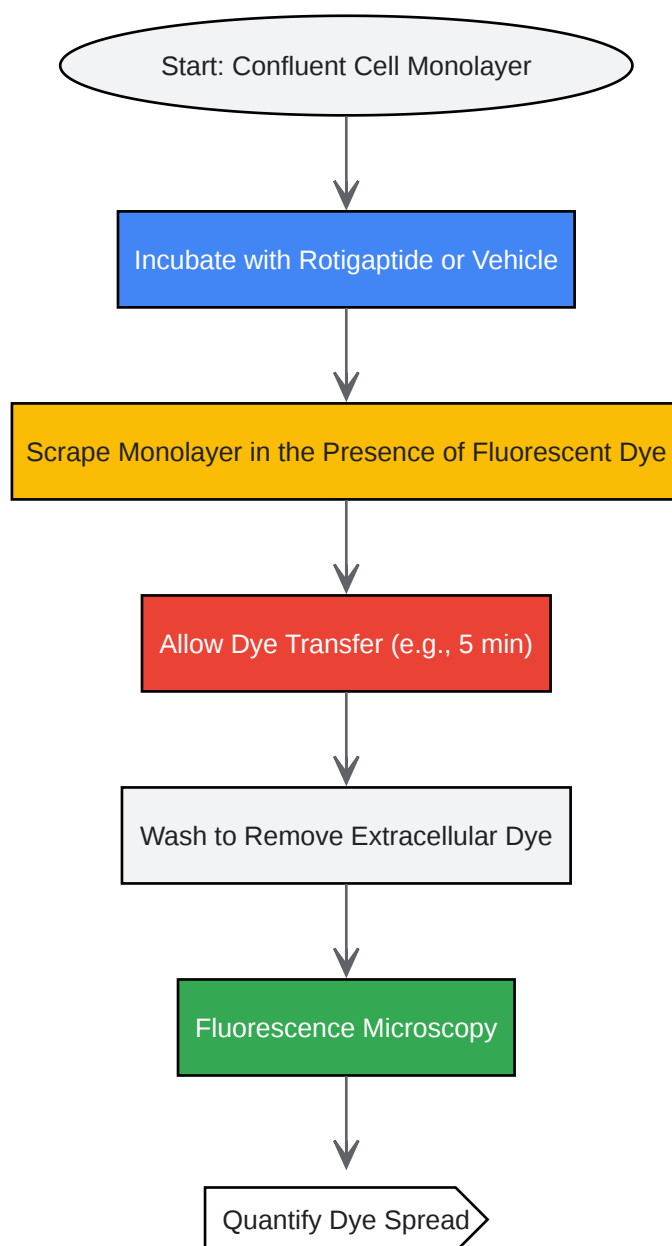 Start: Confluent Cell Monolayer
Incubate with Rotigaptide or Vehicle
Scrape Monolayer in the Presence of Fluorescent Dye
Allow Dye Transfer (e.g., 5 min)
Wash to Remove Extracellular Dye
Fluorescence Microscopy
Quantify Dye Spread